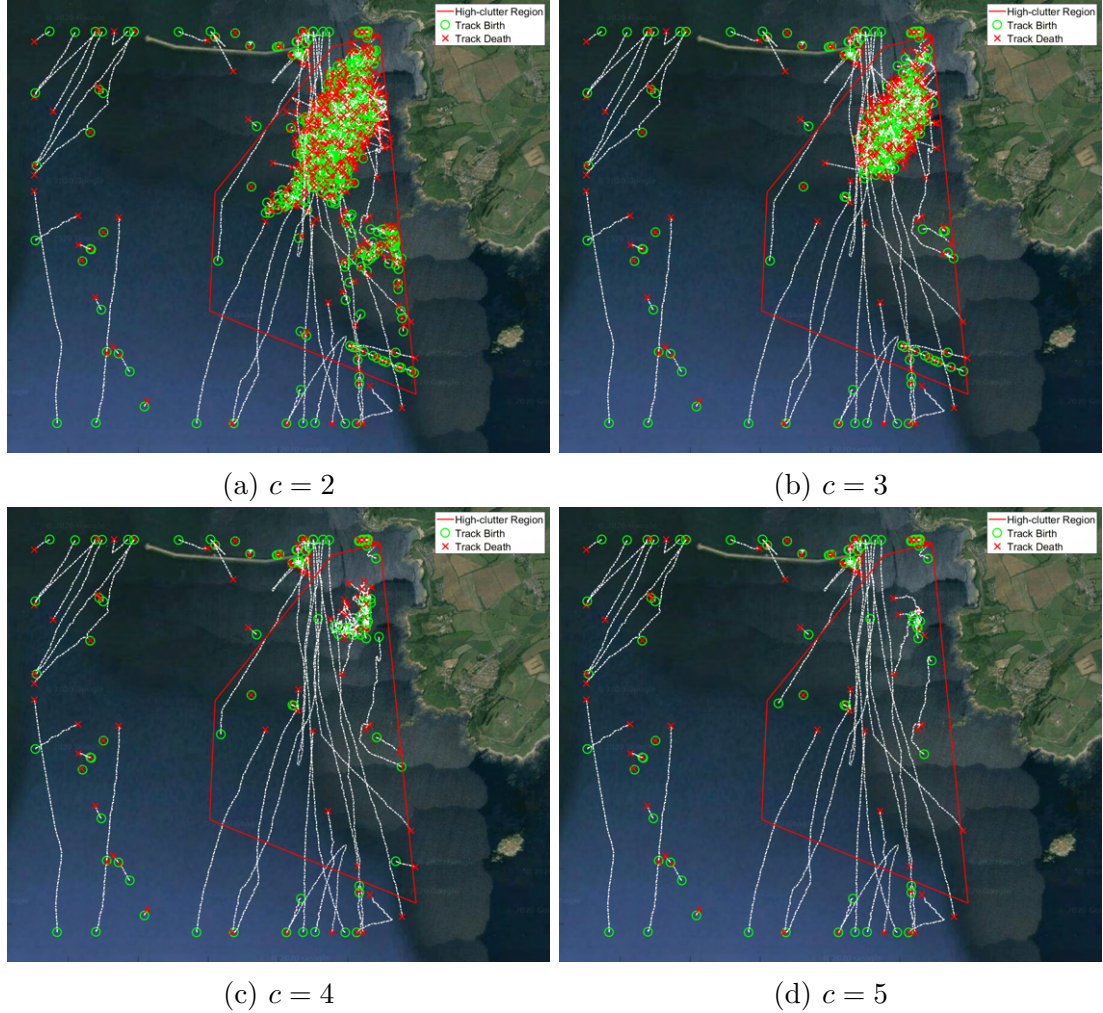 High-clutter Region
Track Birth
Track Death
High-clutter Region
Track Birth
Track Death
(a) c = 2
(b) c = 3
High-clutter Region
Track Birth
Track Death
High-clutter Region
Track Birth
Track Death
(c) c = 4
(d) c = 5